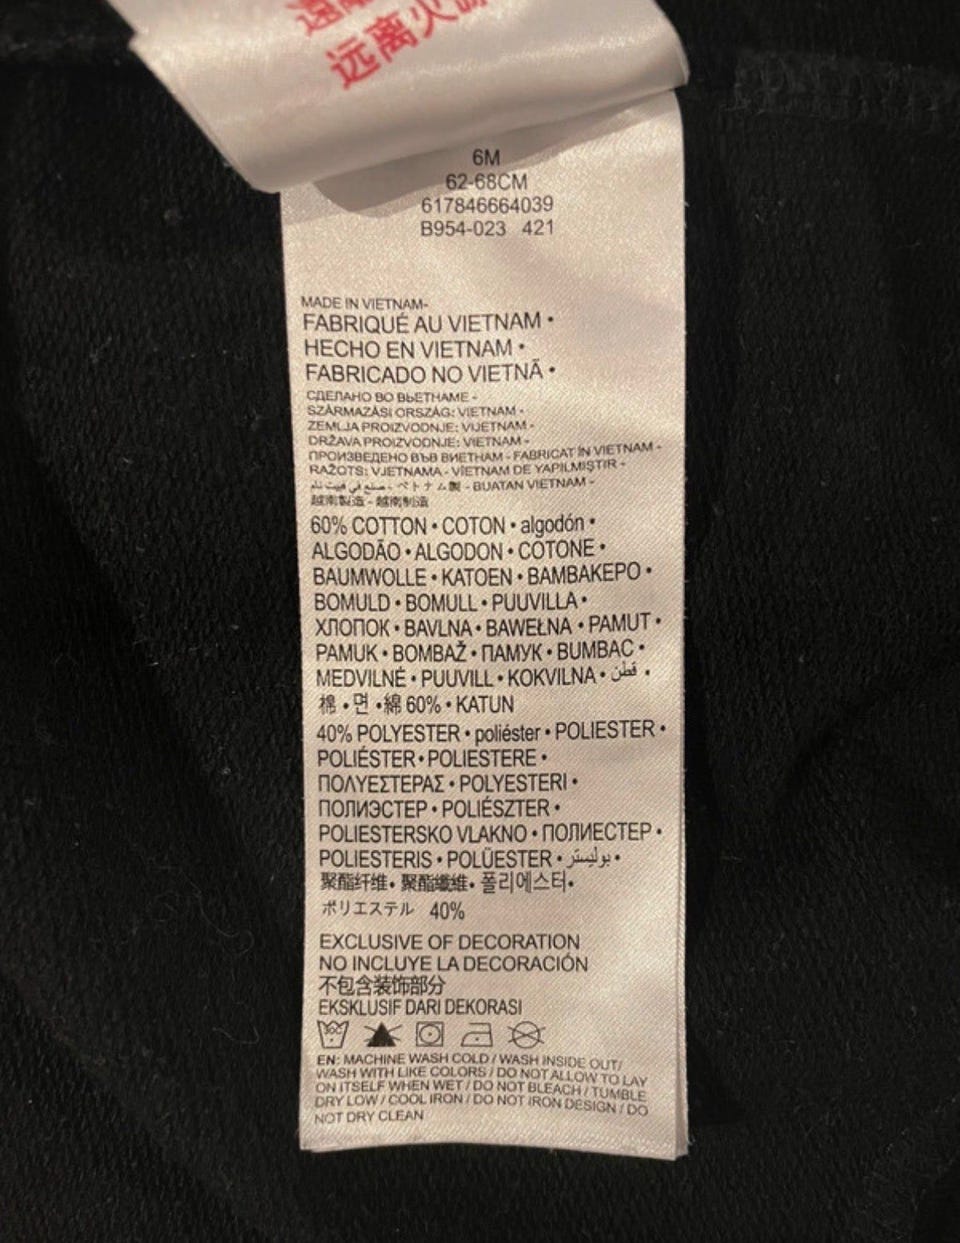 远离火
6M
62-68CM
617846664039
B954-023 421
MADE IN VIETNAM-
FABRIQUÉ AU VIETNAM •
HECHO EN VIETNAM •
FABRICADO NO VIETNÃ •
СДЕЛАНО ВО ВЬЕТНАМЕ -
SZÁRMAZÁSI ORSZÁG: VIETNAM -
ZEMLJA PROIZVODNJE: VIJETNAM -
DRŽAVA PROIZVODNJE: VIETNAM -
ПРОИЗВЕДЕНО ВЪВ ВИЕТНАМ - FABRICAT ÎN VIETNAM -
RAŽOTS: VJETNAMA - VİETNAM DE YAPILMIŞTIR -
صنع في فيت نام - ベトナム製 - BUATAN VIETNAM -
越南製造 - 越南制造
60% COTTON • COTON • algodón •
ALGODÃO • ALGODON • COTONE •
BAUMWOLLE • KATOEN • ΒΑΜΒΑΚΕΡΟ •
BOMULD • BOMULL • PUUVILLA •
ХЛОПОК • BAVLNA • BAWEŁNA • PAMUT •
PAMUK • BOMBAŽ • ПАМУК • BUMBAC •
MEDVILNĖ • PUUVILL • KOKVILNA • قطن •
棉 • 면 • 綿 60% • KATUN
40% POLYESTER • poliéster • POLIESTER •
POLIÉSTER • POLIESTERE •
ΠΟΛΥΕΣΤΕΡΑΣ • POLYESTERI •
ПОЛИЭСТЕР • POLIÉSZTER •
POLIESTERSKO VLAKNO • ПОЛИЕСТЕР •
POLIESTERIS • POLÜESTER • بوليستر •
聚酯纤维 • 聚酯纖維 • 폴리에스터 •
ポリエステル 40%
EXCLUSIVE OF DECORATION
NO INCLUYE LA DECORACIÓN
不包含装饰部分
EKSKLUSIF DARI DEKORASI
EN: MACHINE WASH COLD / WASH INSIDE OUT/
WASH WITH LIKE COLORS / DO NOT ALLOW TO LAY
ON ITSELF WHEN WET / DO NOT BLEACH / TUMBLE
DRY LOW / COOL IRON / DO NOT IRON DESIGN / DO
NOT DRY CLEAN